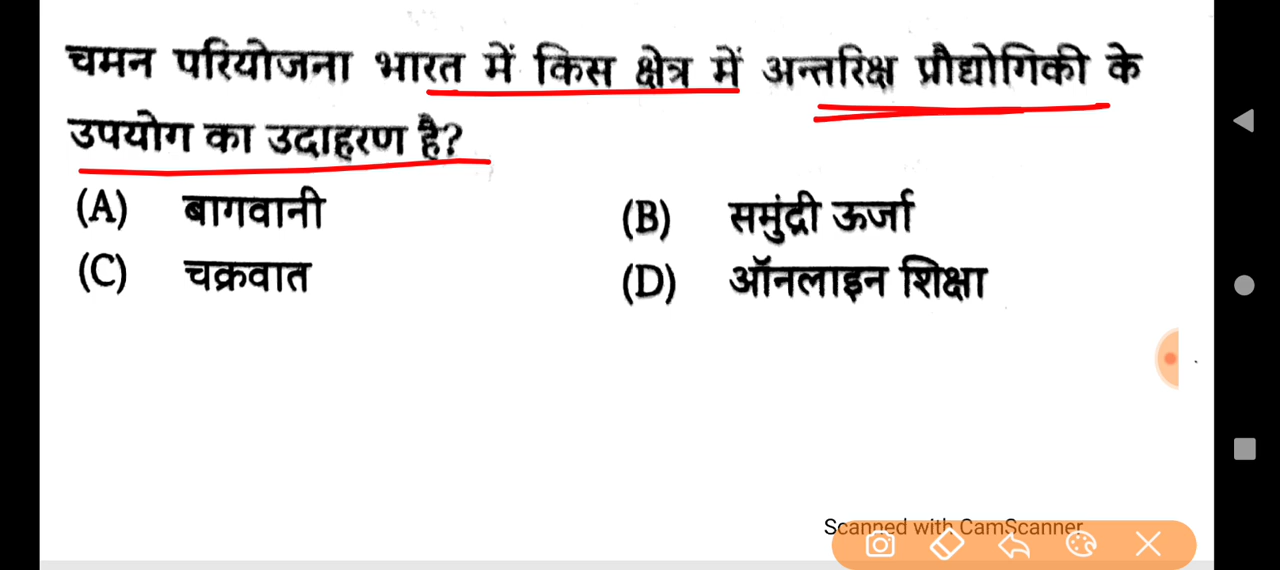 चमन परियोजना भारत में किस क्षेत्र में अन्तरिक्ष प्रौद्योगिकी के
उपयोग का उदाहरण है?
(A) बागवानी (B) समुंद्री ऊर्जा
(C) चक्रवात (D) ऑनलाइन शिक्षा
Scanned with CamScanner